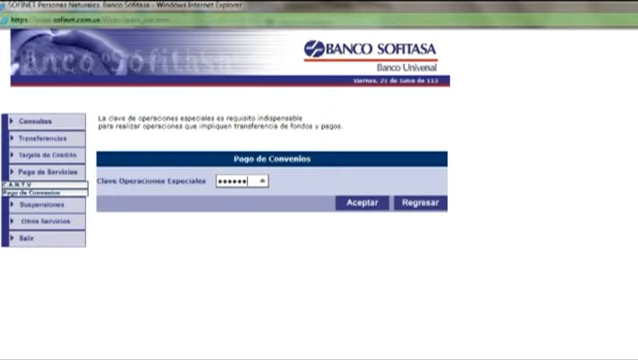 SOFINET Personas Naturales, Banco Sofitasa - Windows Internet Explorer
Banco Sofitasa
BANCO SOFITASA
Banco Universal
Viernes, 21 de Junio de 113
Consultas
Transferencias
Tarjeta de Crédito
Pago de Servicios
C.A.N.T.V
Pago de Convenios
Suspensiones
Otros Servicios
Salir
La clave de operaciones especiales es requisito indispensable
para realizar operaciones que impliquen transferencia de fondos y pagos.
Pago de Convenios
Clave Operaciones Especiales
Aceptar
Regresar